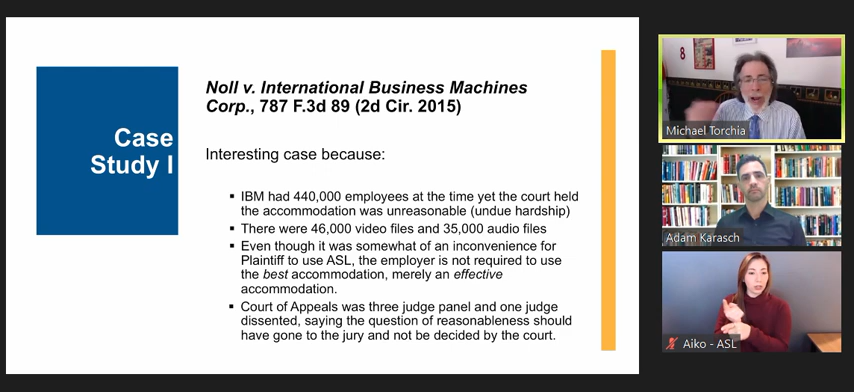 Case
Study I
Noll v. International Business Machines
Corp., 787 F.3d 89 (2d Cir. 2015)
Interesting case because:
▪ IBM had 440,000 employees at the time yet the court held
the accommodation was unreasonable (undue hardship)
▪ There were 46,000 video files and 35,000 audio files
▪ Even though it was somewhat of an inconvenience for
Plaintiff to use ASL, the employer is not required to use
the best accommodation, merely an effective
accommodation.
▪ Court of Appeals was three judge panel and one judge
dissented, saying the question of reasonableness should
have gone to the jury and not be decided by the court.
8
Michael Torchia
Adam Karasch
Aiko - ASL